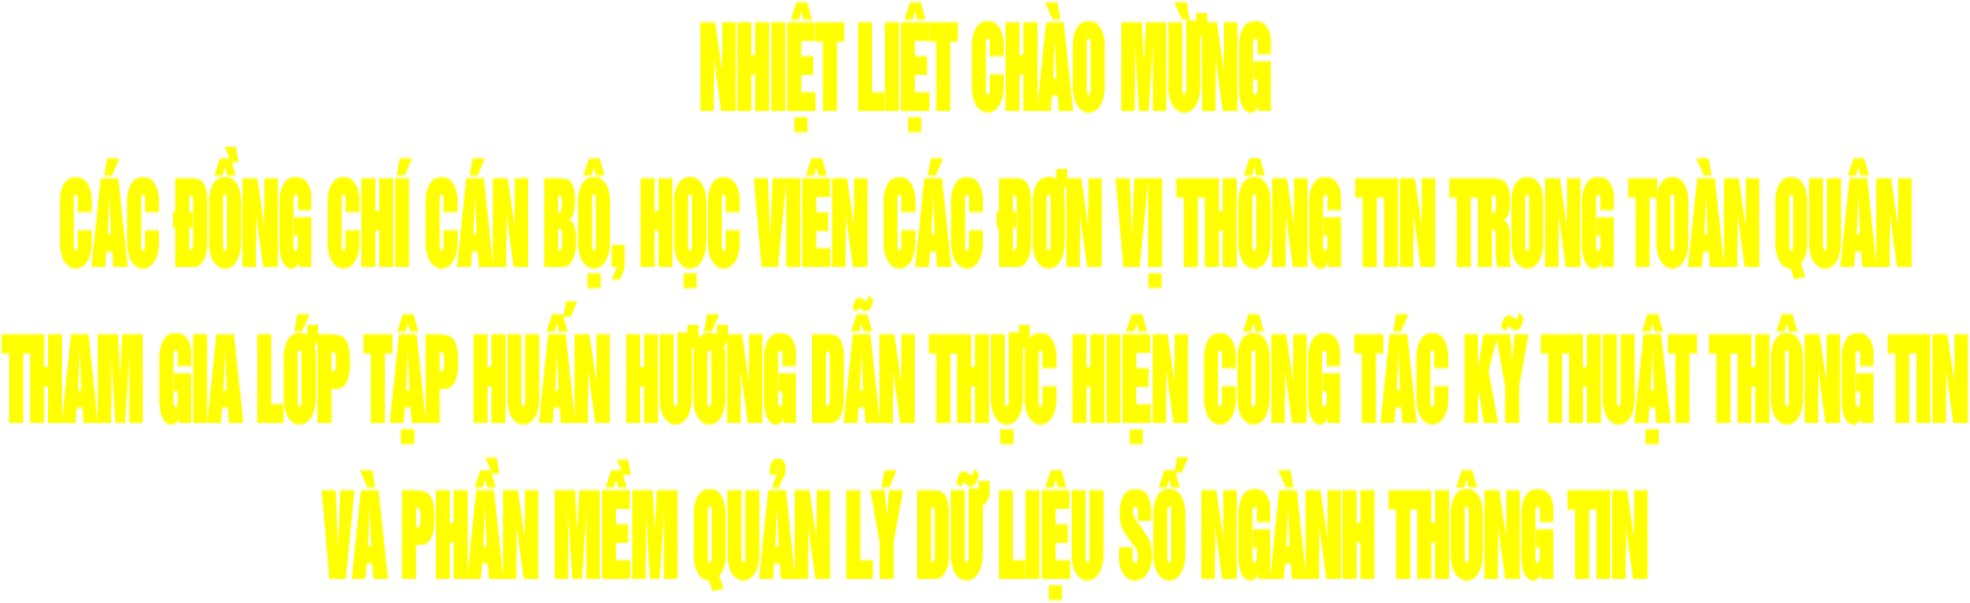 NHIỆT LIỆT CHÀO MỪNG
CÁC ĐỒNG CHÍ CÁN BỘ, HỌC VIÊN CÁC ĐƠN VỊ THÔNG TIN TRONG TOÀN QUÂN
THAM GIA LỚP TẬP HUẤN HƯỚNG DẪN THỰC HIỆN CÔNG TÁC KỸ THUẬT THÔNG TIN
VÀ PHẦN MỀM QUẢN LÝ DỮ LIỆU SỐ NGÀNH THÔNG TIN